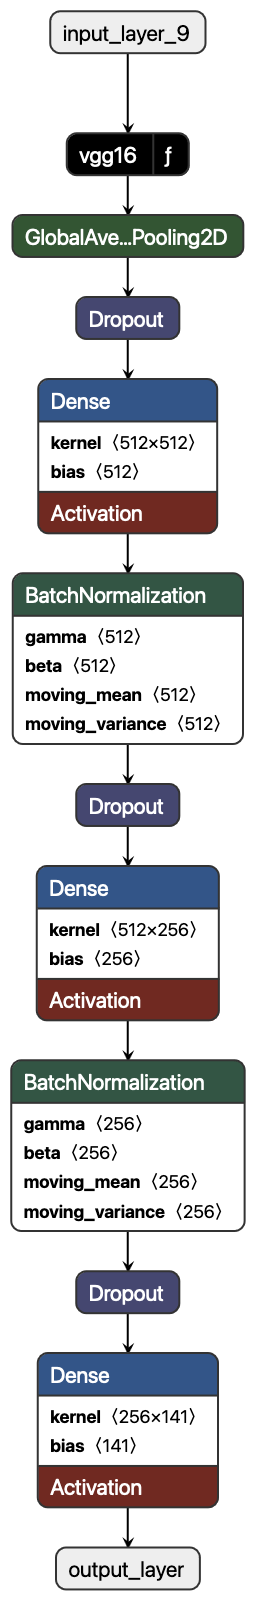 input_layer_9
vgg16 ƒ
GlobalAve...Pooling2D
Dropout
Dense
kernel 〈512×512〉
bias 〈512〉
Activation
BatchNormalization
gamma 〈512〉
beta 〈512〉
moving_mean 〈512〉
moving_variance 〈512〉
Dropout
Dense
kernel 〈512×256〉
bias 〈256〉
Activation
BatchNormalization
gamma 〈256〉
beta 〈256〉
moving_mean 〈256〉
moving_variance 〈256〉
Dropout
Dense
kernel 〈256×141〉
bias 〈141〉
Activation
output_layer